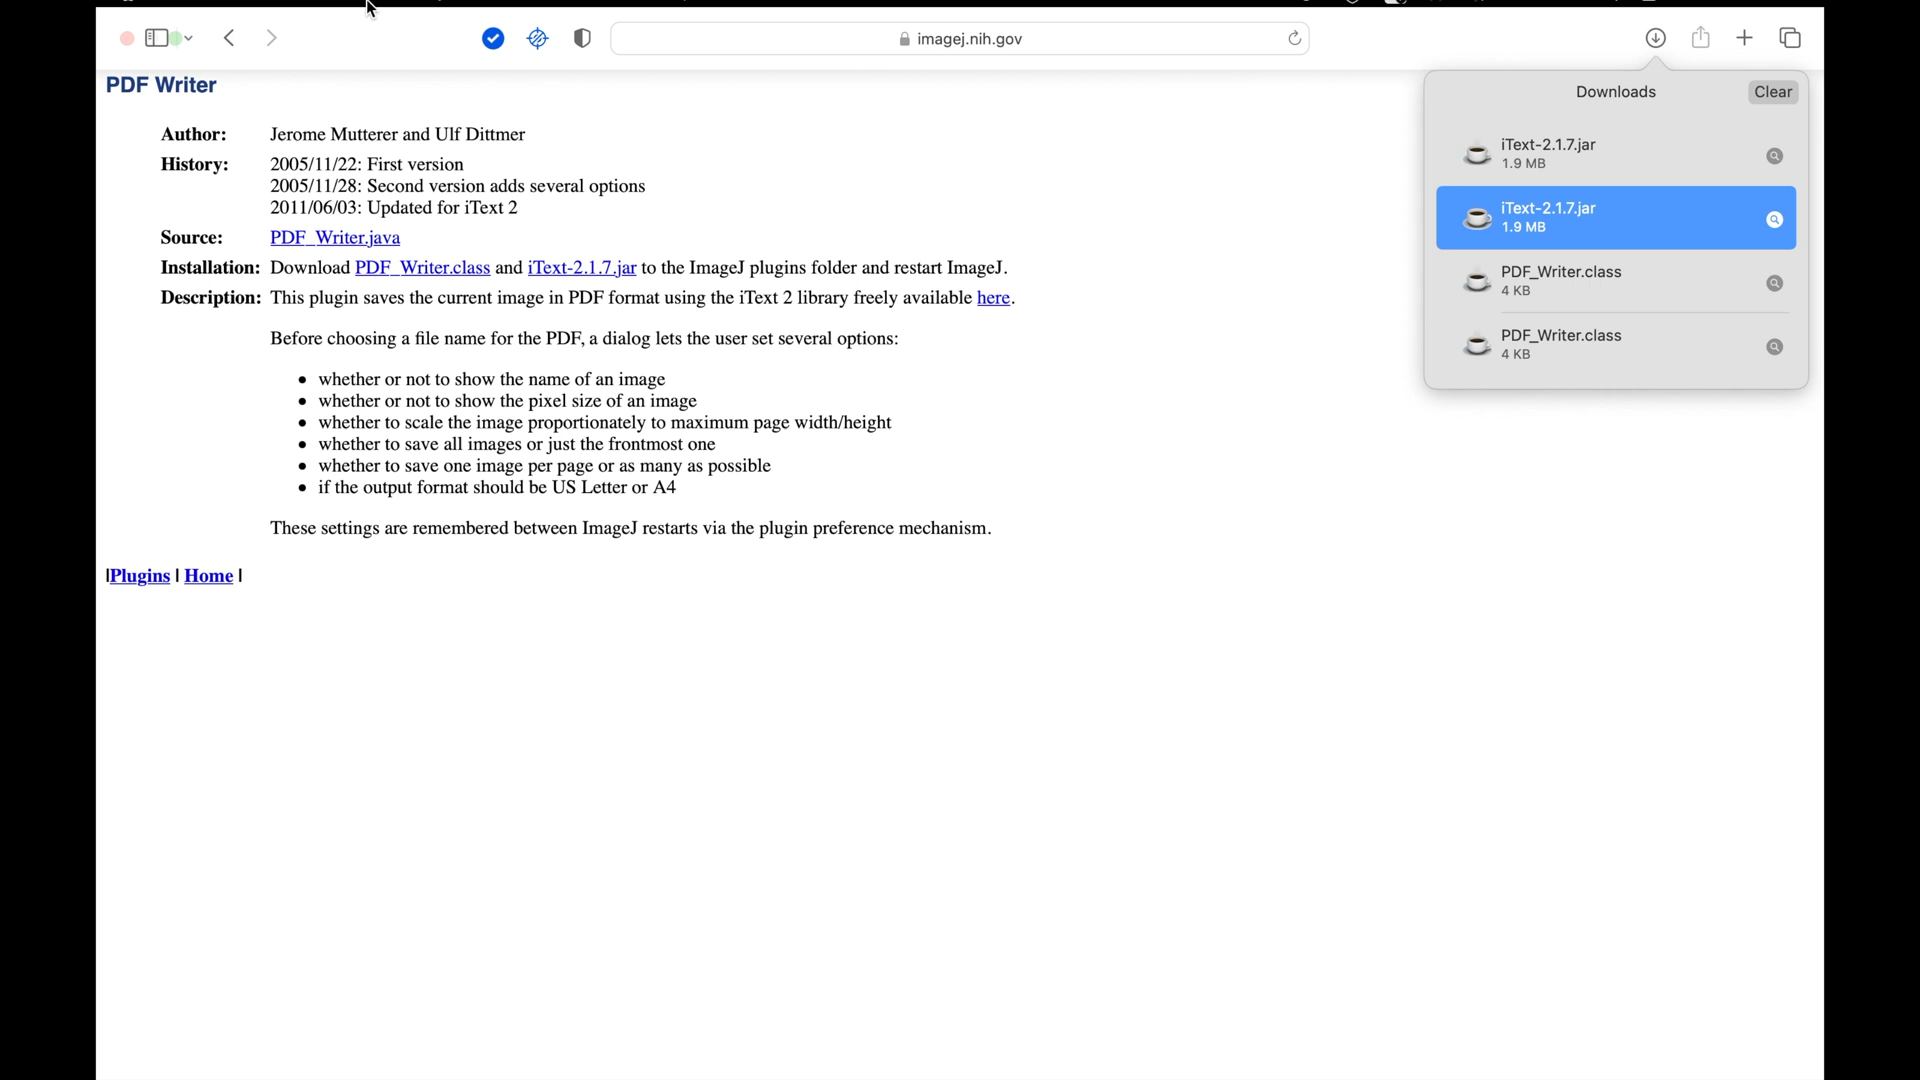 imagej.nih.gov
PDF Writer
Author: Jerome Mutterer and Ulf Dittmer
History: 2005/11/22: First version
2005/11/28: Second version adds several options
2011/06/03: Updated for iText 2
Source: PDF_Writer.java
Installation: Download PDF_Writer.class and iText-2.1.7.jar to the ImageJ plugins folder and restart ImageJ.
Description: This plugin saves the current image in PDF format using the iText 2 library freely available here.
Before choosing a file name for the PDF, a dialog lets the user set several options:
• whether or not to show the name of an image
• whether or not to show the pixel size of an image
• whether to scale the image proportionately to maximum page width/height
• whether to save all images or just the frontmost one
• whether to save one image per page or as many as possible
• if the output format should be US Letter or A4
These settings are remembered between ImageJ restarts via the plugin preference mechanism.
|Plugins | Home |
Downloads
Clear
iText-2.1.7.jar
1.9 MB
iText-2.1.7.jar
1.9 MB
PDF_Writer.class
4 KB
PDF_Writer.class
4 KB